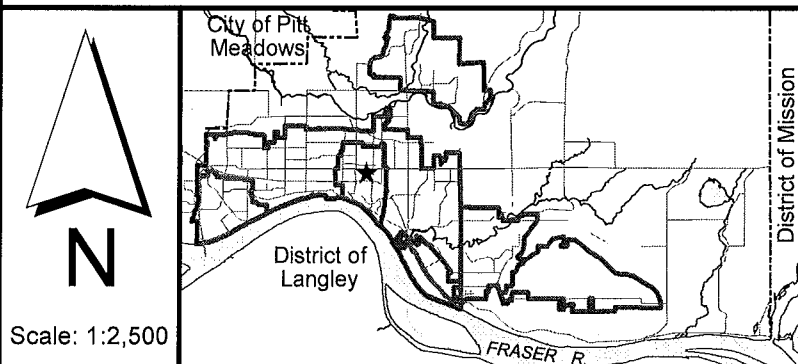 City of Pitt
Meadows
N
Scale: 1:2,500
District of
Langley
District of Mission
FRASER R.